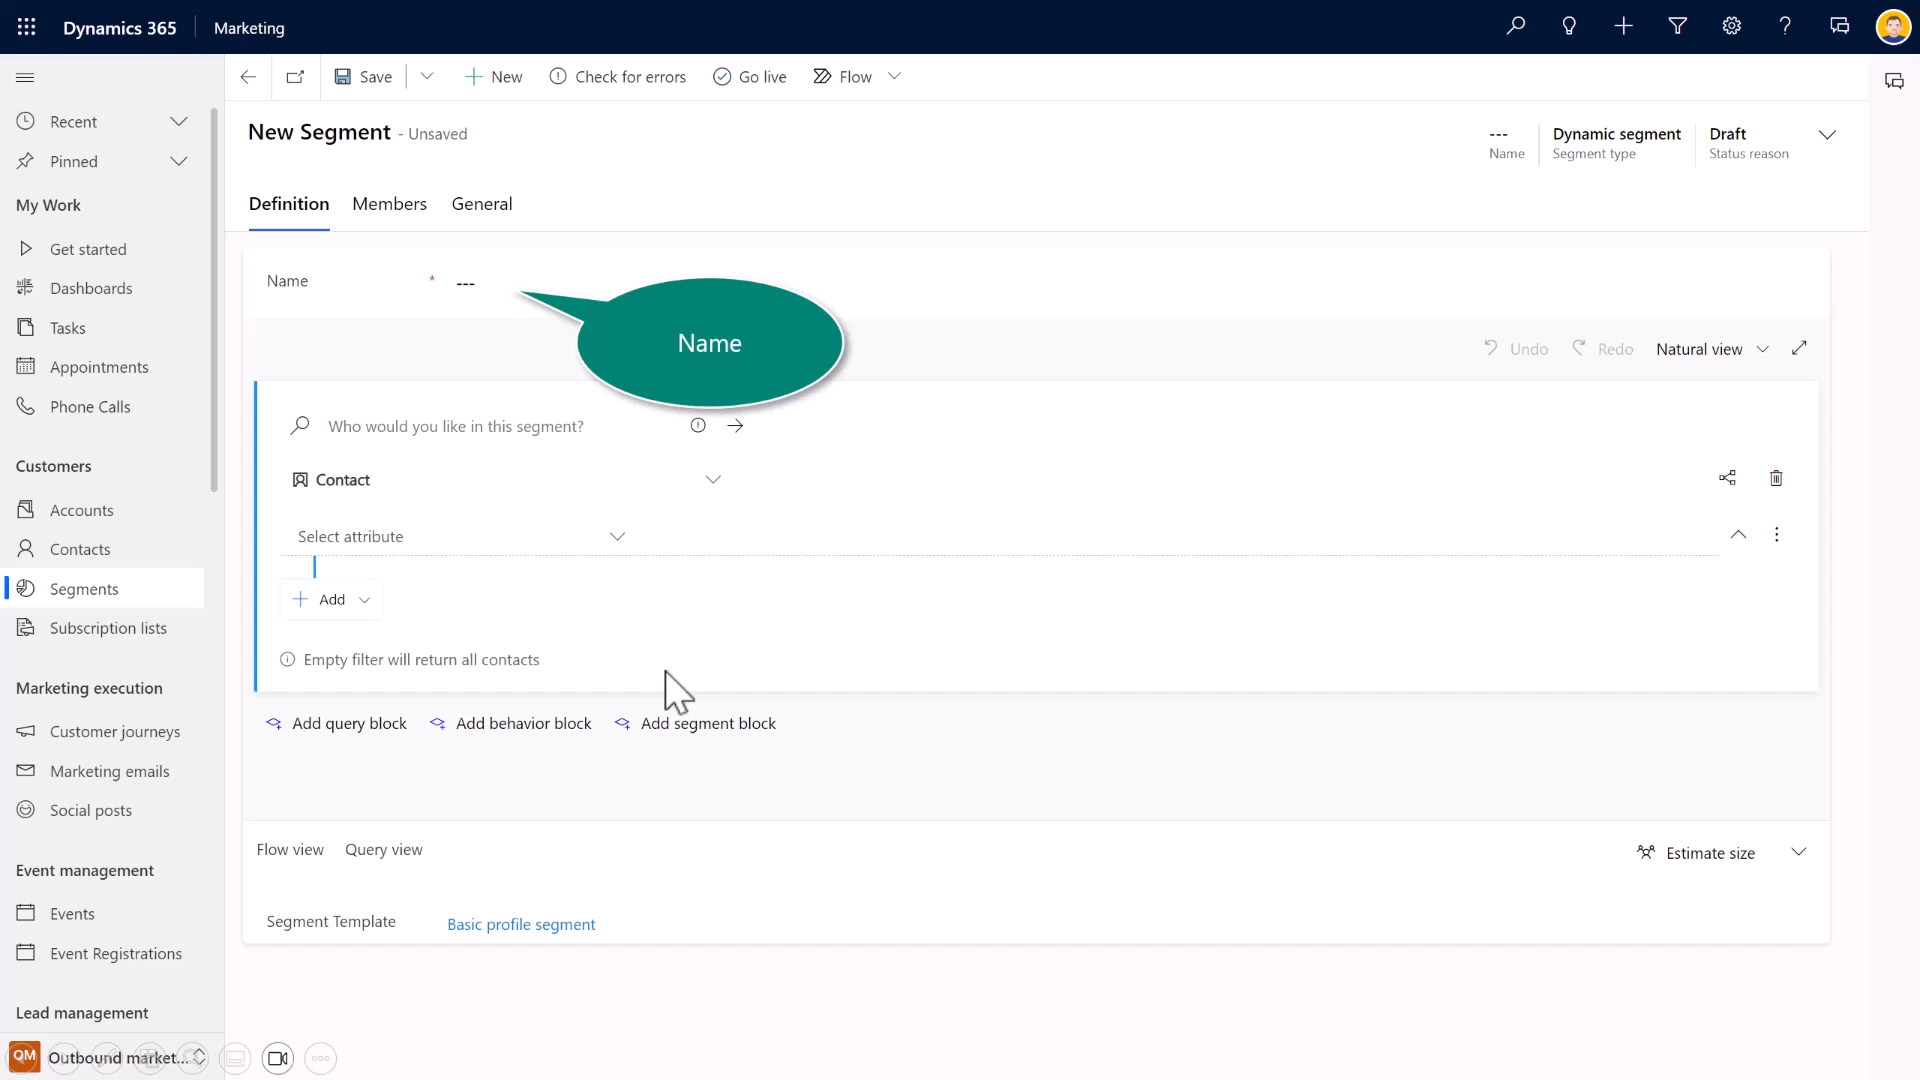 Dynamics 365
Marketing
Save
New
Check for errors
Go live
Flow
Recent
Pinned
My Work
Get started
Dashboards
Tasks
Appointments
Phone Calls
Customers
Accounts
Contacts
Segments
Subscription lists
Marketing execution
Customer journeys
Marketing emails
Social posts
Event management
Events
Event Registrations
Lead management
OM
Outbound market...
New Segment - Unsaved
---
Name
Dynamic segment
Segment type
Draft
Status reason
Definition
Members
General
Name
*
---
Name
Undo
Redo
Natural view
Who would you like in this segment?
Contact
Select attribute
Add
Empty filter will return all contacts
Add query block
Add behavior block
Add segment block
Flow view
Query view
Estimate size
Segment Template
Basic profile segment